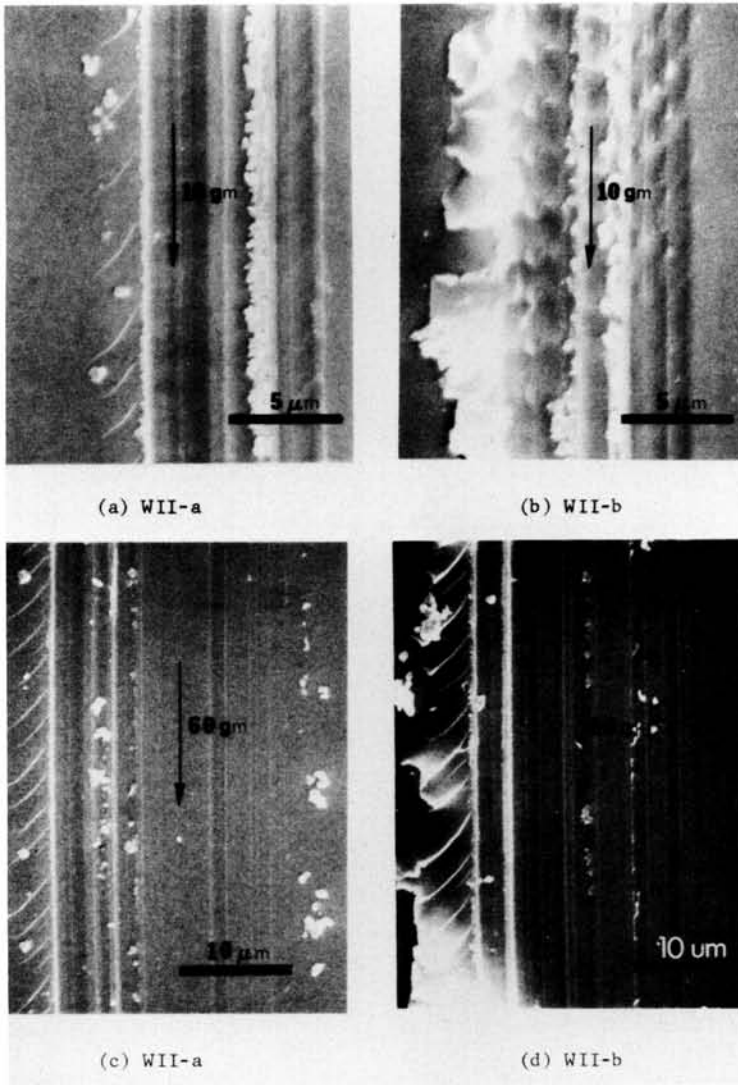 10 gm
5 μm
10 gm
5 μm
(a) WII-a
(b) WII-b
60 gm
10 μm
10 um
(c) WII-a
(d) WII-b